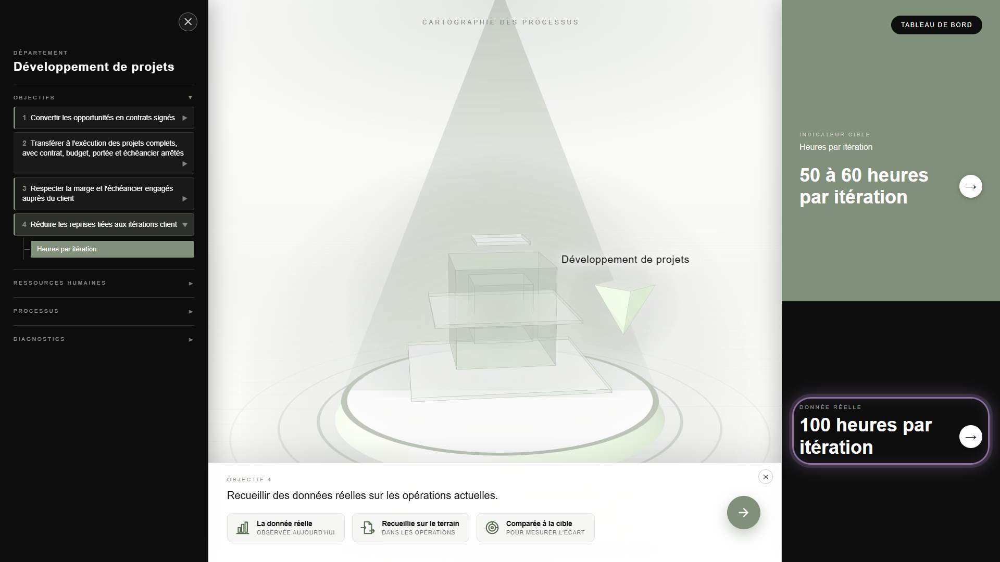 DÉPARTEMENT
Développement de projets
OBJECTIFS
1 Convertir les opportunités en contrats signés
2 Transférer à l'exécution des projets complets,
avec contrat, budget, portée et échéancier arrêtés
3 Respecter la marge et l'échéancier engagés
auprès du client
4 Réduire les reprises liées aux itérations client
Heures par itération
RESSOURCES HUMAINES
PROCESSUS
DIAGNOSTICS
CARTOGRAPHIE DES PROCESSUS
Développement de projets
OBJECTIF 4
Recueillir des données réelles sur les opérations actuelles.
La donnée réelle
OBSERVÉE AUJOURD'HUI
Recueillie sur le terrain
DANS LES OPÉRATIONS
Comparée à la cible
POUR MESURER L'ÉCART
TABLEAU DE BORD
INDICATEUR CIBLE
Heures par itération
50 à 60 heures
par itération
DONNÉE RÉELLE
100 heures par
itération